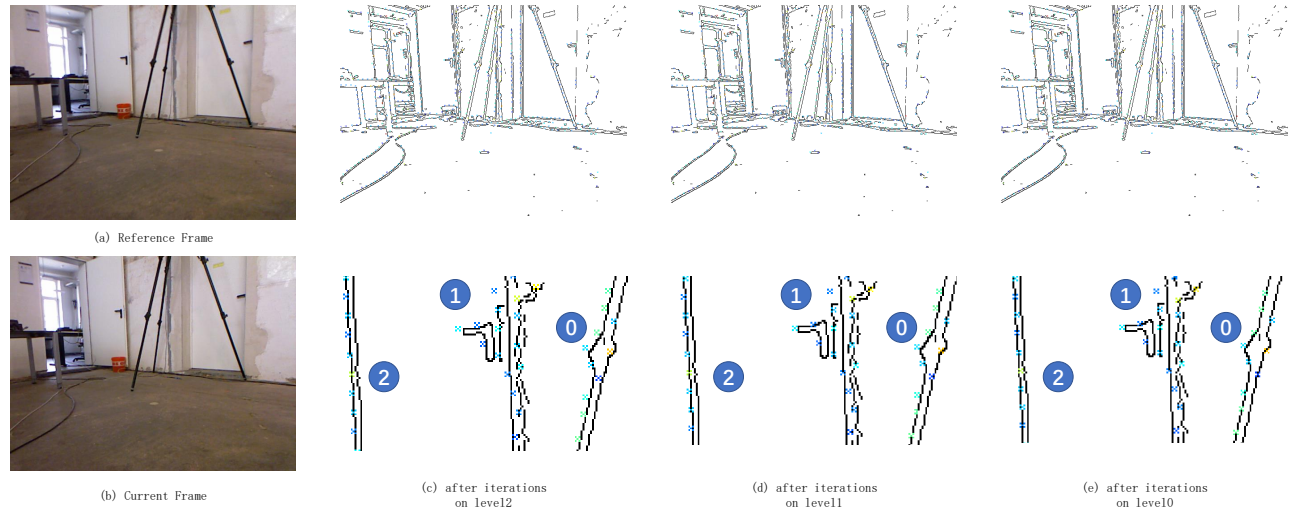 (a) Reference Frame
1
0
2
1
0
2
1
0
2
(b) Current Frame
(c) after iterations
on level2
(d) after iterations
on level1
(e) after iterations
on level0